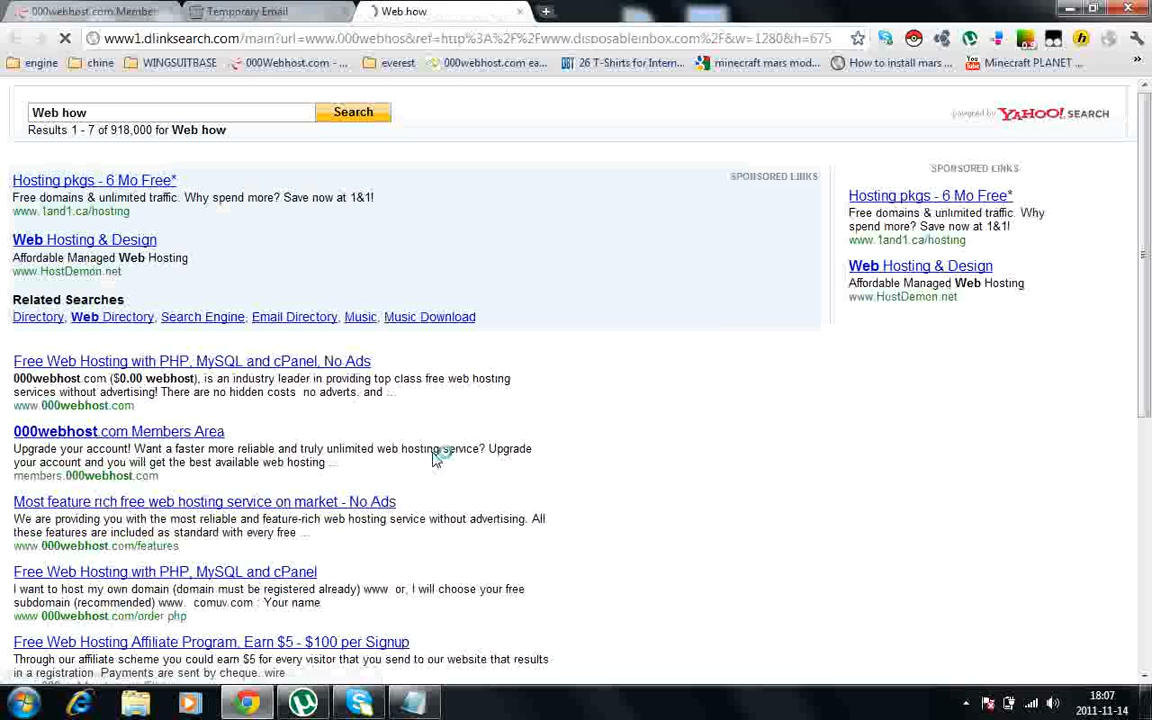 000webhost.com Member
Temporary Email
Web how
www1.dlinksearch.com/main?url=www.000webhos&ref=http%3A%2F%2Fwww.disposableinbox.com%2F&w=1280&h=675
engine
chine
WINGSUITBASE
000Webhost.com - ...
everest
000webhost.com ea...
26 T-Shirts for Intern...
minecraft mars mod...
How to install mars ...
Minecraft PLANET ...
»
Web how
Search
powered by YAHOO! SEARCH
Results 1 - 7 of 918,000 for Web how
SPONSORED LINKS
Hosting pkgs - 6 Mo Free*
Free domains & unlimited traffic. Why spend more? Save now at 1&1!
www.1and1.ca/hosting
Web Hosting & Design
Affordable Managed Web Hosting
www.HostDemon.net
Related Searches
Directory, Web Directory, Search Engine, Email Directory, Music, Music Download
SPONSORED LINKS
Hosting pkgs - 6 Mo Free*
Free domains & unlimited traffic. Why
spend more? Save now at 1&1!
www.1and1.ca/hosting
Web Hosting & Design
Affordable Managed Web Hosting
www.HostDemon.net
Free Web Hosting with PHP, MySQL and cPanel, No Ads
000webhost.com ($0.00 webhost), is an industry leader in providing top class free web hosting
services without advertising! There are no hidden costs no adverts. and ...
www.000webhost.com
000webhost.com Members Area
Upgrade your account! Want a faster more reliable and truly unlimited web hosting service? Upgrade
your account and you will get the best available web hosting ...
members.000webhost.com
Most feature rich free web hosting service on market - No Ads
We are providing you with the most reliable and feature-rich web hosting service without advertising. All
these features are included as standard with every free ...
www.000webhost.com/features
Free Web Hosting with PHP, MySQL and cPanel
I want to host my own domain (domain must be registered already) www or, I will choose your free
subdomain (recommended) www. comuv.com : Your name
www.000webhost.com/order.php
Free Web Hosting Affiliate Program, Earn $5 - $100 per Signup
Through our affiliate scheme you could earn $5 for every visitor that you send to our website that results
in a registration Payments are sent by cheque, wire
18:07
2011-11-14